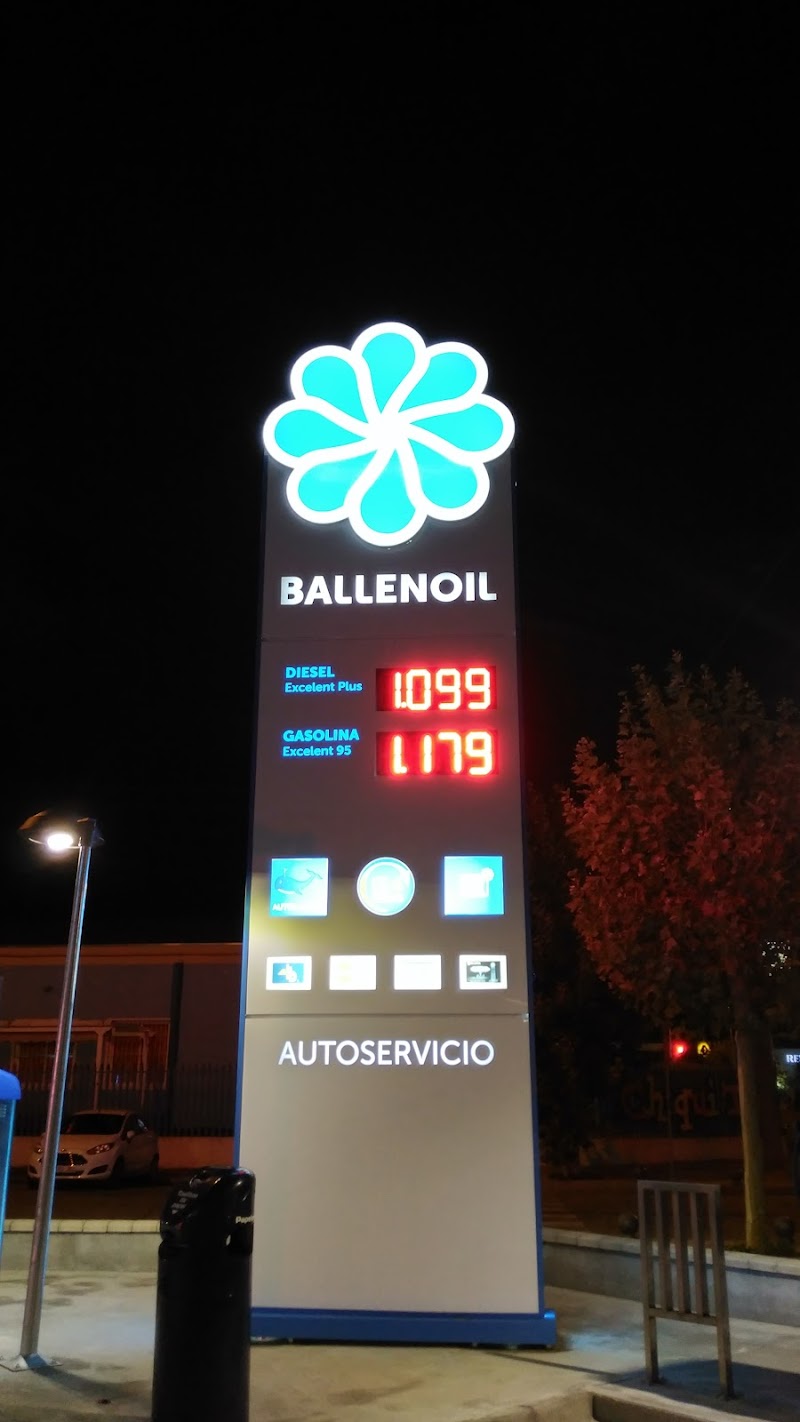 BALLENOIL
DIESEL
Excelent Plus
1.099
GASOLINA
Excelent 95
1.179
AUTOSERVICIO